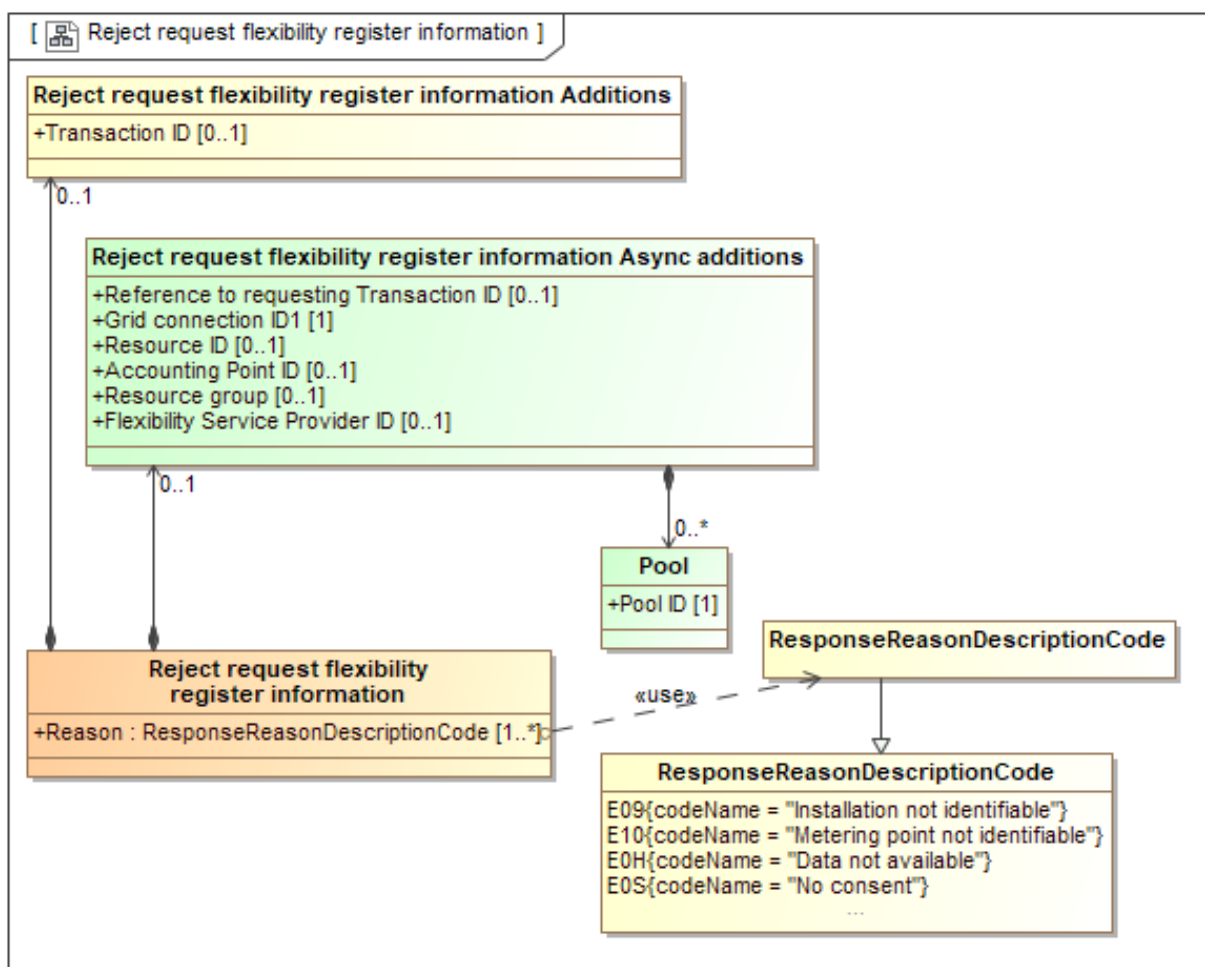 [ Reject request flexibility register information ]
Reject request flexibility register information Additions
+Transaction ID [0..1]
0..1
Reject request flexibility register information Async additions
+Reference to requesting Transaction ID [0..1]
+Grid connection ID1 [1]
+Resource ID [0..1]
+Accounting Point ID [0..1]
+Resource group [0..1]
+Flexibility Service Provider ID [0..1]
0..1
0..*
Pool
+Pool ID [1]
Reject request flexibility
register information
+Reason : ResponseReasonDescriptionCode [1..*]
«use»
ResponseReasonDescriptionCode
ResponseReasonDescriptionCode
E09{codeName = "Installation not identifiable"}
E10{codeName = "Metering point not identifiable"}
E0H{codeName = "Data not available"}
E0S{codeName = "No consent"}
...